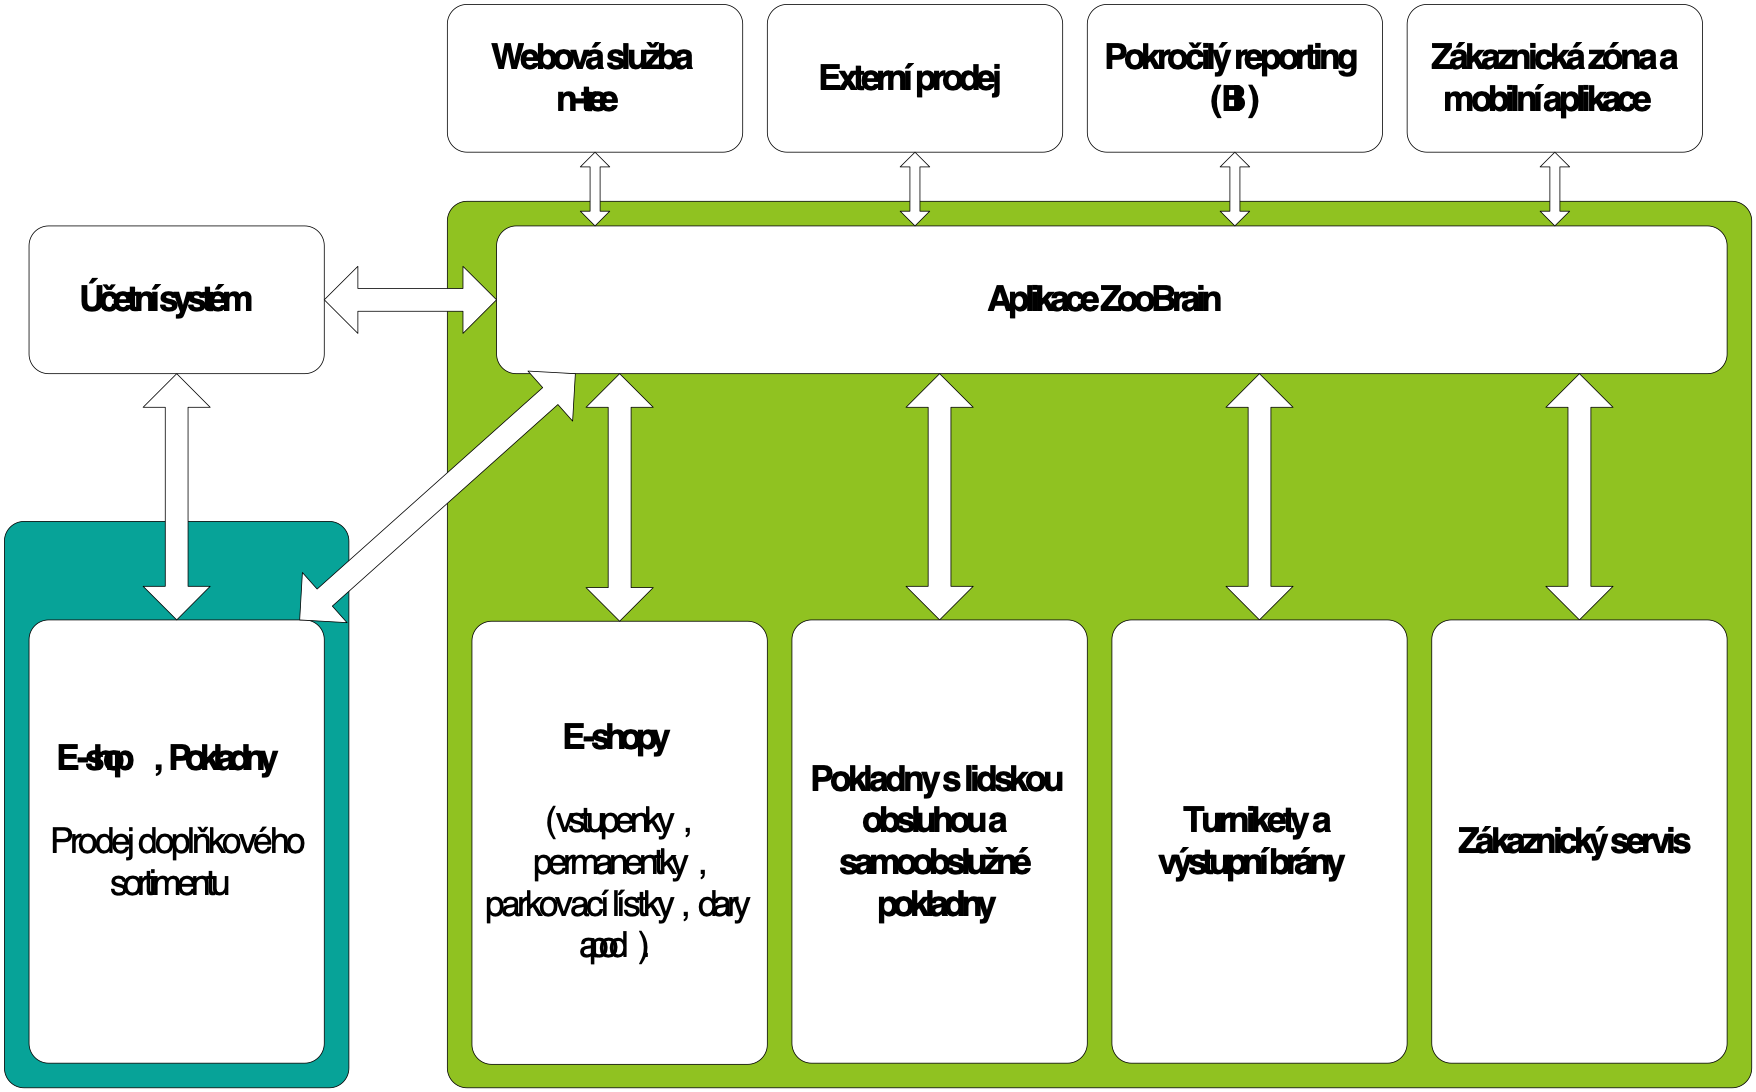 Webová služba
n-tee
Externí prodej
Pokročilý reporting
(BI)
Zákaznická zóna a
mobilní aplikace
Účetní systém
Aplikace ZooBrain
E-shop, Pokladny
Prodej doplňkového
sortimentu
E-shopy
(vstupenky,
permanentky,
parkovací lístky, dary
apod.)
Pokladny s lidskou
obsluhou a
samoobslužné
pokladny
Turnikety a
výstupní brány
Zákaznický servis